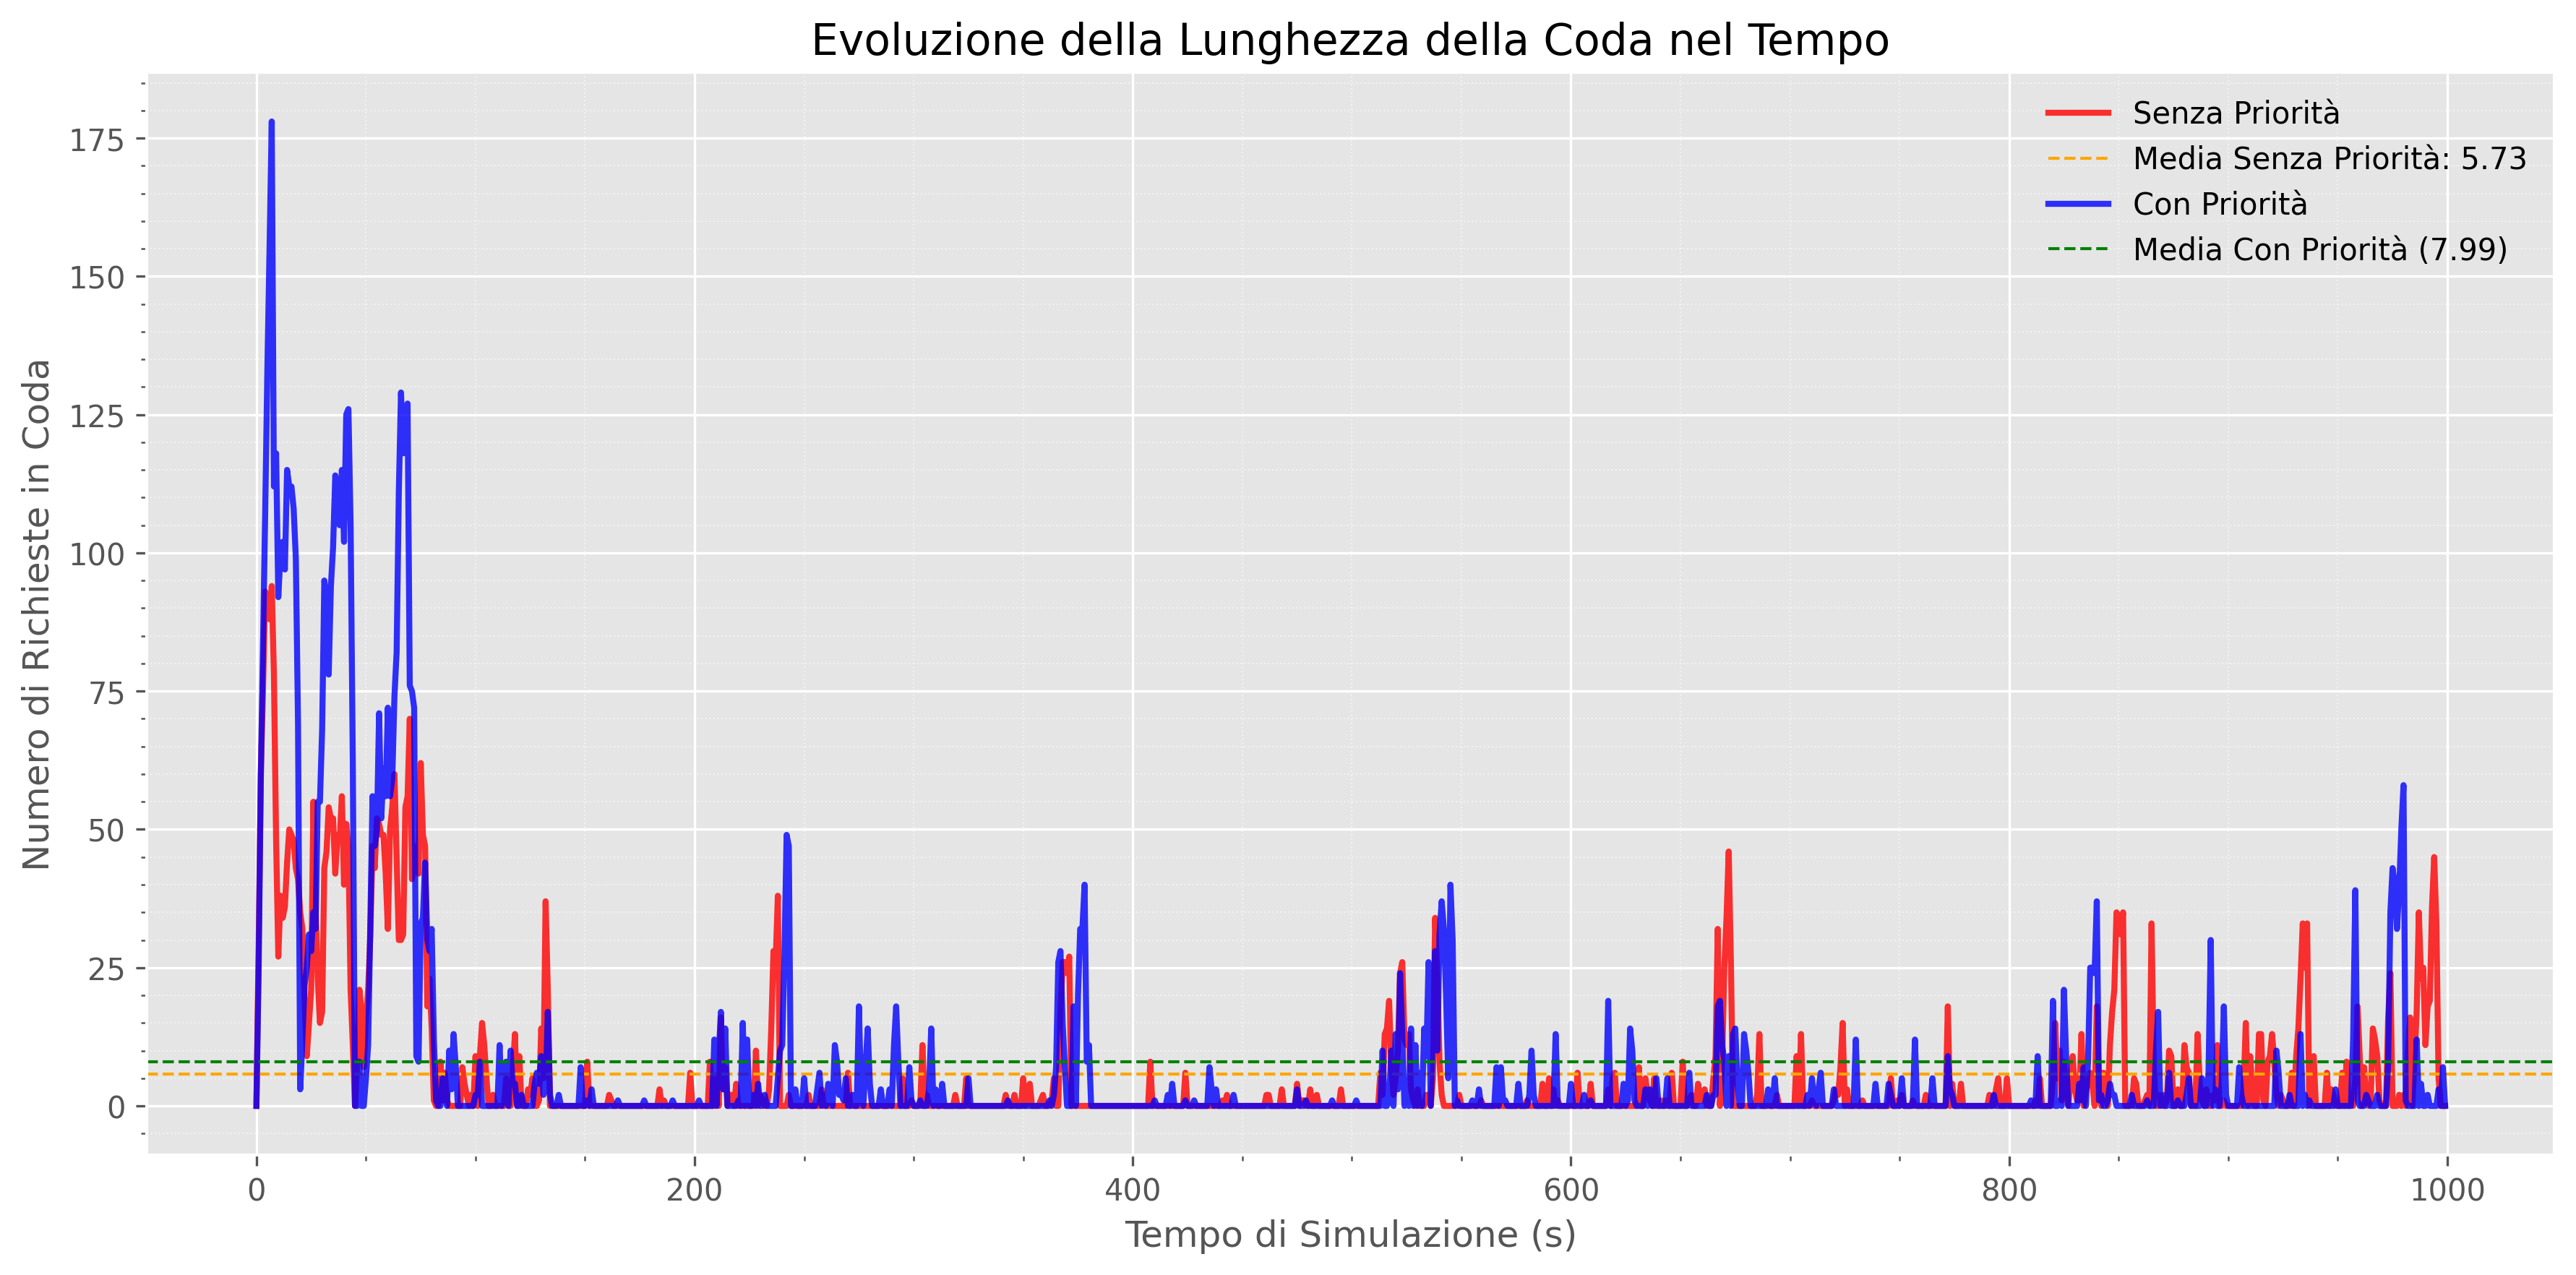 Evoluzione della Lunghezza della Coda nel Tempo
Senza Priorità
Media Senza Priorità: 5.73
Con Priorità
Media Con Priorità (7.99)
Numero di Richieste in Coda
175
150
125
100
75
50
25
0
0 200 400 600 800 1000
Tempo di Simulazione (s)